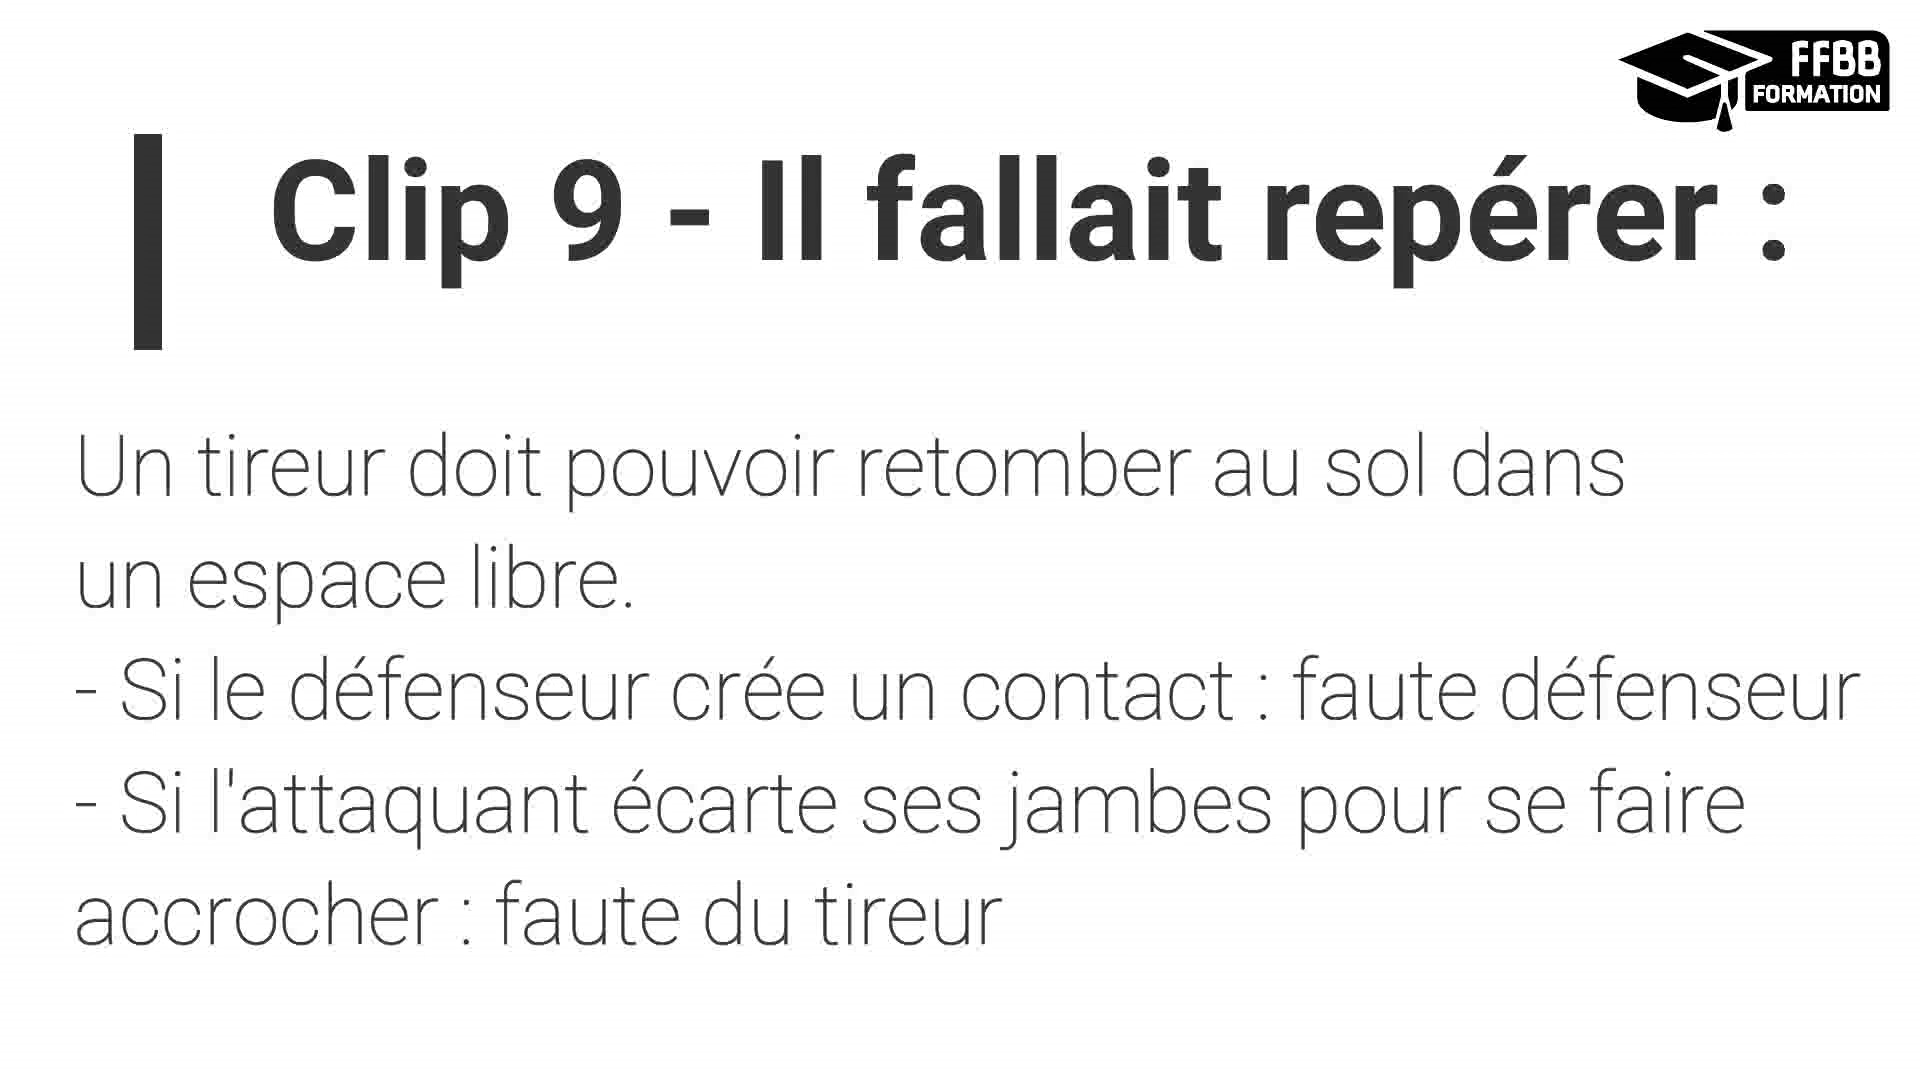 FFBB
FORMATION
Clip 9 - Il fallait repérer :
Un tireur doit pouvoir retomber au sol dans
un espace libre.
- Si le défenseur crée un contact : faute défenseur
- Si l'attaquant écarte ses jambes pour se faire
accrocher : faute du tireur